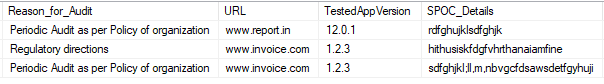 Reason_for_Audit URL TestedAppVersion SPOC_Details
Periodic Audit as per Policy of organization www.report.in 12.0.1 rdfghujklsdfghjk
Regulatory directions www.invoice.com 1.2.3 hithusiskfdgfvhrthanaiamfine
Periodic Audit as per Policy of organization www.invoice.com 1.2.3 sdfghjkl;ll,m,nbvgcfdsawsdetfgyhuji